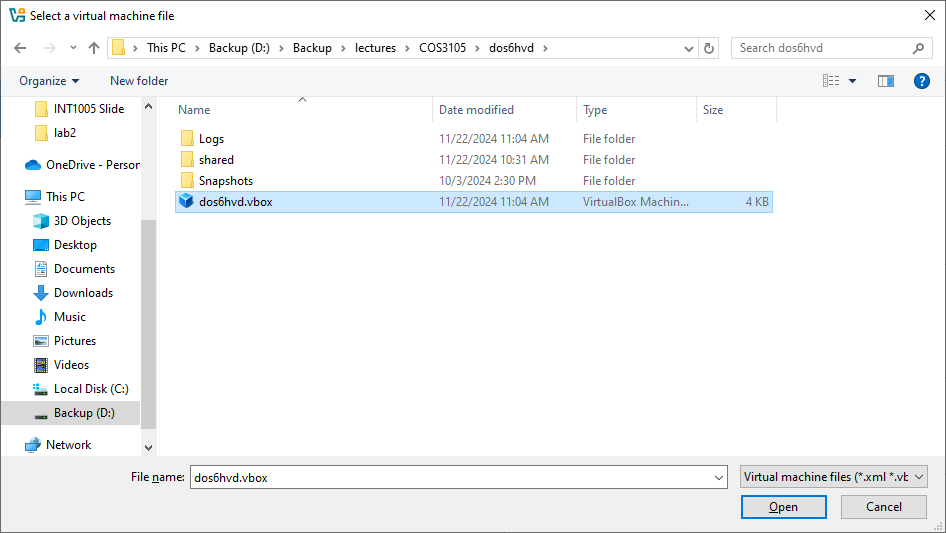 Select a virtual machine file
This PC > Backup (D:) > Backup > lectures > COS3105 > dos6hvd >
Search dos6hvd
Organize
New folder
Name Date modified Type Size
INT1005 Slide
lab2
OneDrive - Person
This PC
3D Objects
Desktop
Documents
Downloads
Music
Pictures
Videos
Local Disk (C:)
Backup (D:)
Network
Logs 11/22/2024 11:04 AM File folder
shared 11/22/2024 10:31 AM File folder
Snapshots 10/3/2024 2:30 PM File folder
dos6hvd.vbox 11/22/2024 11:04 AM VirtualBox Machin... 4 KB
File name: dos6hvd.vbox
Virtual machine files (*.xml *.vb
Open
Cancel